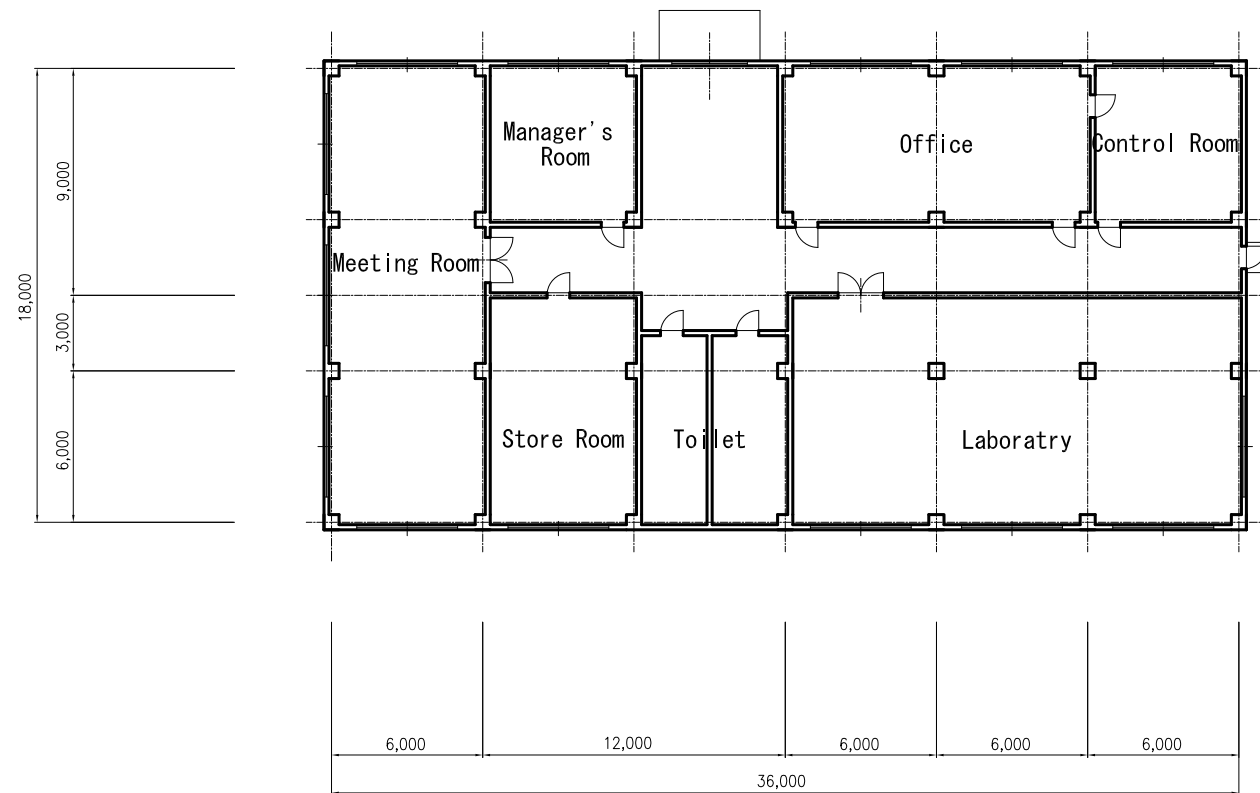 Manager's
Room
Office
Control Room
9,000
Meeting Room
18,000
3,000
6,000
Store Room
Toilet
Laboratry
6,000
12,000
6,000
6,000
6,000
36,000